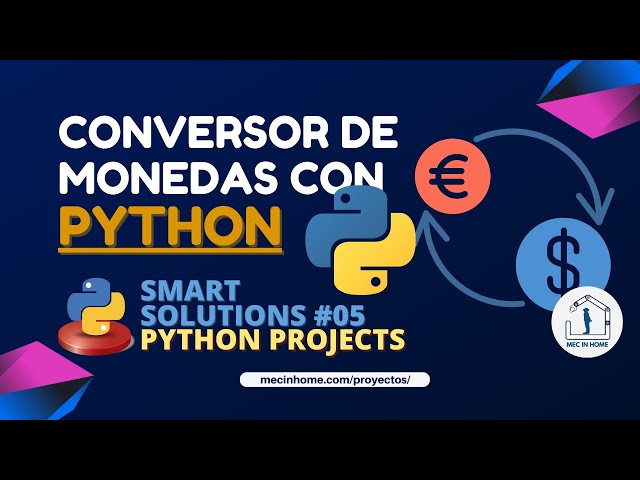 CONVERSOR DE
MONEDAS CON
PYTHON
SMART
SOLUTIONS #05
PYTHON PROJECTS
mecinhome.com/proyectos/
€
$
MEC IN HOME